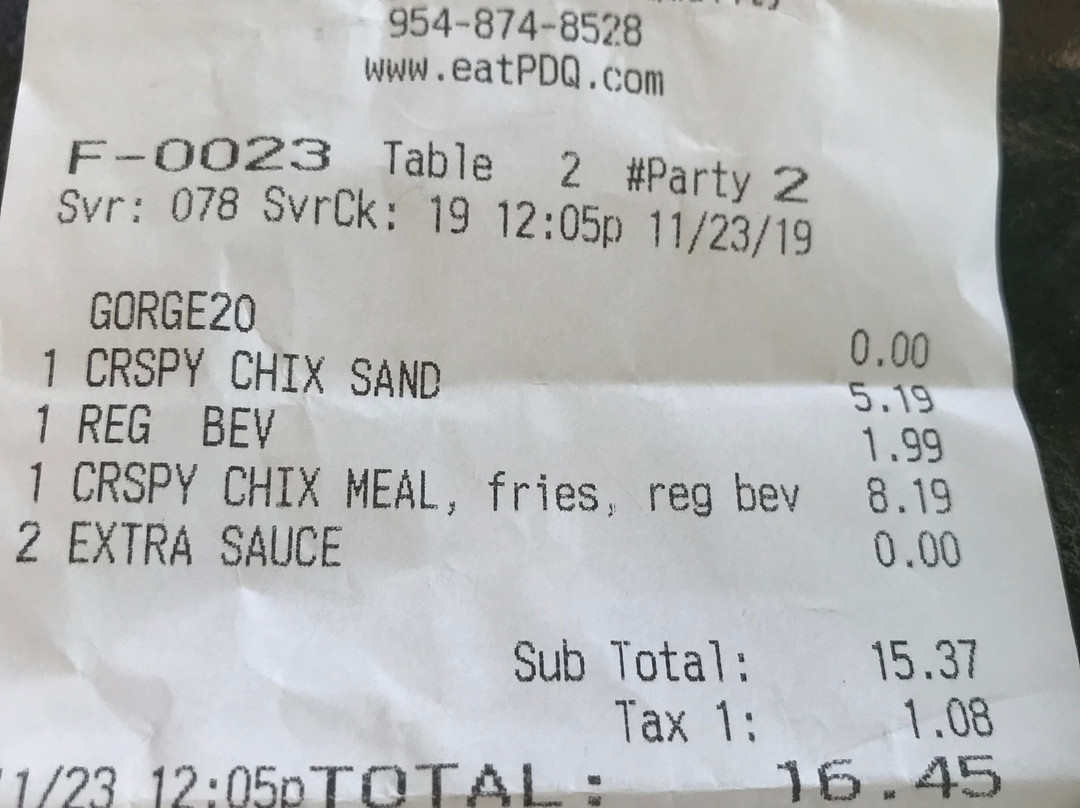 954-874-8528
www.eatPDQ.com
F-0023 Table 2 #Party 2
Svr: 078 SvrCk: 19 12:05p 11/23/19
GORGE20 0.00
1 CRSPY CHIX SAND 5.19
1 REG BEV 1.99
1 CRSPY CHIX MEAL, fries, reg bev 8.19
2 EXTRA SAUCE 0.00
Sub Total: 15.37
Tax 1: 1.08
1/23 12:05pTOTAL: 16.45